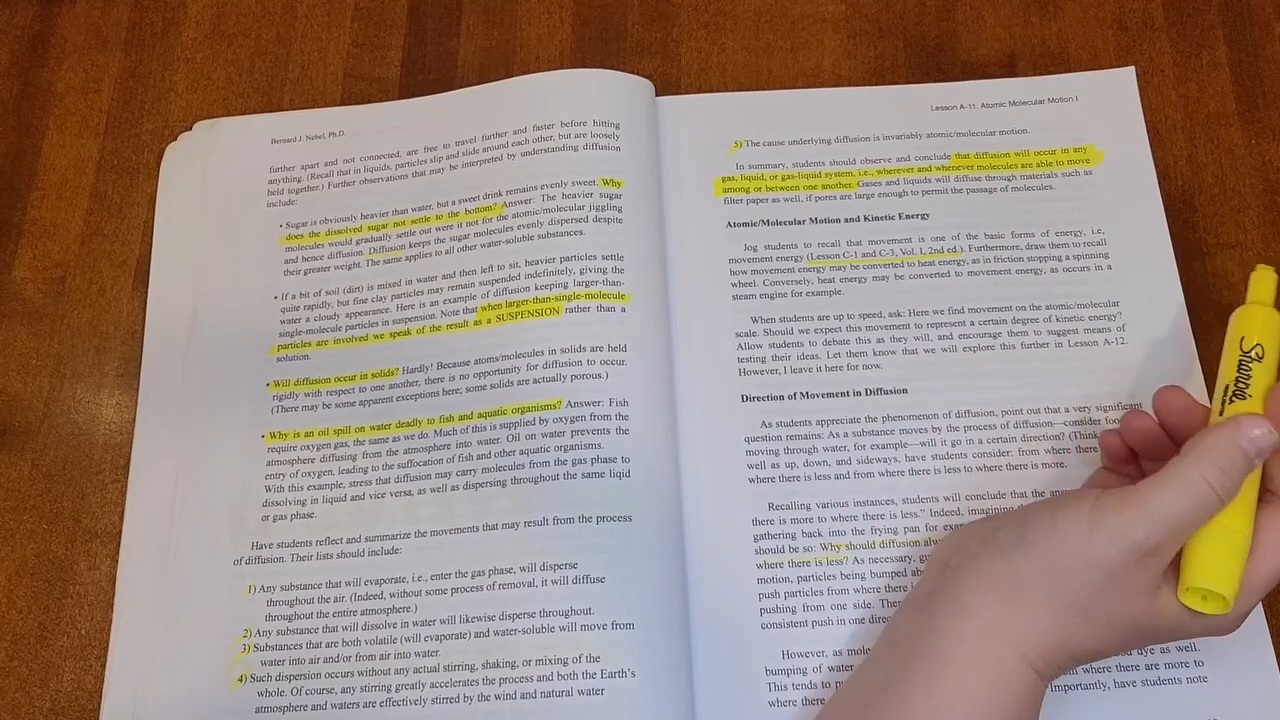 Bernard J. Nebel, Ph.D.
further apart and not connected, are free to travel further and faster before hitting
anything. (Recall that in liquids, particles slip and slide around each other, but are loosely
held together.) Further observations that may be interpreted by understanding diffusion
include:
• Sugar is obviously heavier than water, but a sweet drink remains evenly sweet. Why
does the dissolved sugar not settle to the bottom? Answer: The heavier sugar
molecules would gradually settle out were it not for the atomic/molecular jiggling
and hence diffusion. Diffusion keeps the sugar molecules evenly dispersed despite
their greater weight. The same applies to all other water-soluble substances.
• If a bit of soil (dirt) is mixed in water and then left to sit, heavier particles settle
quite rapidly, but fine clay particles may remain suspended indefinitely, giving the
water a cloudy appearance. Here is an example of diffusion keeping larger-than-
single-molecule particles in suspension. Note that when larger-than-single-molecule
particles are involved we speak of the result as a SUSPENSION rather than a
solution.
• Will diffusion occur in solids? Hardly! Because atoms/molecules in solids are held
rigidly with respect to one another, there is no opportunity for diffusion to occur.
(There may be some apparent exceptions here; some solids are actually porous.)
• Why is an oil spill on water deadly to fish and aquatic organisms? Answer: Fish
require oxygen gas, the same as we do. Much of this is supplied by oxygen from the
atmosphere diffusing from the atmosphere into water. Oil on water prevents the
entry of oxygen, leading to the suffocation of fish and other aquatic organisms.
With this example, stress that diffusion may carry molecules from the gas phase to
dissolving in liquid and vice versa, as well as dispersing throughout the same liqid
or gas phase.
Have students reflect and summarize the movements that may result from the process
of diffusion. Their lists should include:
1) Any substance that will evaporate, i.e., enter the gas phase, will disperse
throughout the air. (Indeed, without some process of removal, it will diffuse
throughout the entire atmosphere.)
2) Any substance that will dissolve in water will likewise disperse throughout.
3) Substances that are both volatile (will evaporate) and water-soluble will move from
water into air and/or from air into water.
4) Such dispersion occurs without any actual stirring, shaking, or mixing of the
whole. Of course, any stirring greatly accelerates the process and both the Earth's
atmosphere and waters are effectively stirred by the wind and natural water
Lesson A-11: Atomic Molecular Motion I
5) The cause underlying diffusion is invariably atomic/molecular motion.
In summary, students should observe and conclude that diffusion will occur in any
gas, liquid, or gas-liquid system, i.e., wherever and whenever molecules are able to move
among or between one another. Gases and liquids will diffuse through materials such as
filter paper as well, if pores are large enough to permit the passage of molecules.
Atomic/Molecular Motion and Kinetic Energy
Jog students to recall that movement is one of the basic forms of energy, i.e,
movement energy (Lesson C-1 and C-3, Vol. I, 2nd ed.). Furthermore, draw them to recall
how movement energy may be converted to heat energy, as in friction stopping a spinning
wheel. Conversely, heat energy may be converted to movement energy, as occurs in a
steam engine for example.
When students are up to speed, ask: Here we find movement on the atomic/molecular
scale. Should we expect this movement to represent a certain degree of kinetic energy?
Allow students to debate this as they will, and encourage them to suggest means of
testing their ideas. Let them know that we will explore this further in Lesson A-12.
However, I leave it here for now.
Direction of Movement in Diffusion
As students appreciate the phenomenon of diffusion, point out that a very significant
question remains: As a substance moves by the process of diffusion—consider
moving through water, for example—will it go in a certain direction? (Think
well as up, down, and sideways, have students consider: from where there
where there is less and from where there is less to where there is more.
Recalling various instances, students will conclude that the
there is more to where there is less." Indeed, imagining
gathering back into the frying pan for
should be so: Why should diffusion
where there is less? As necessary,
motion, particles being bumped
push particles from where there
pushing from one side.
consistent push in one
However, as
bumping of water dye as well.
This tends to where there are more to
where there Importantly, have students note
Sharpie